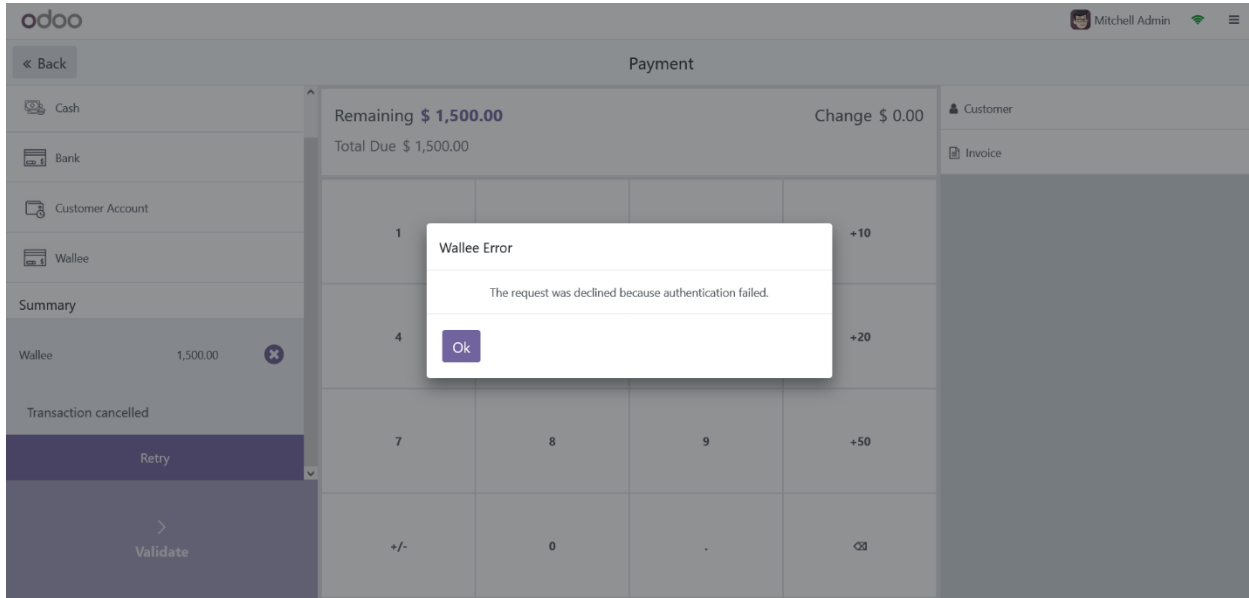 odoo
Mitchell Admin
Back
Payment
Cash
Bank
Customer Account
Wallee
Summary
Wallee 1,500.00
Transaction cancelled
Retry
Validate
Remaining $ 1,500.00 Change $ 0.00
Total Due $ 1,500.00
1 +10
4 +20
7 8 9 +50
+/- 0 .
Wallee Error
The request was declined because authentication failed.
Ok
Customer
Invoice